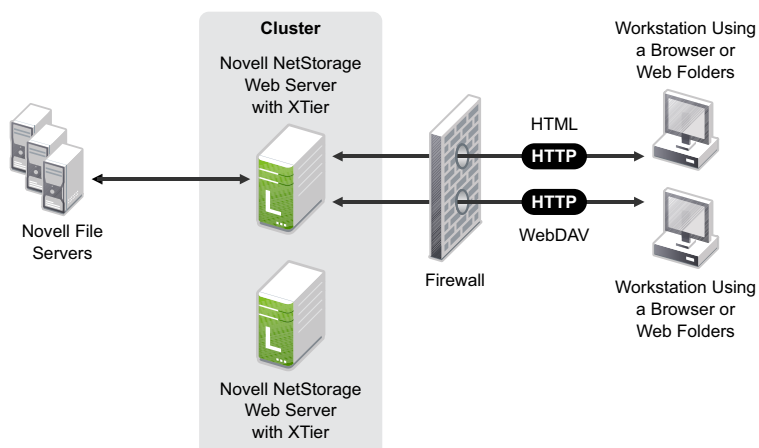 Cluster
Novell NetStorage
Web Server
with XTier
Workstation Using
a Browser or
Web Folders
HTML
HTTP
HTTP
WebDAV
Novell File
Servers
L
Firewall
L
Workstation Using
a Browser or
Web Folders
Novell NetStorage
Web Server
with XTier